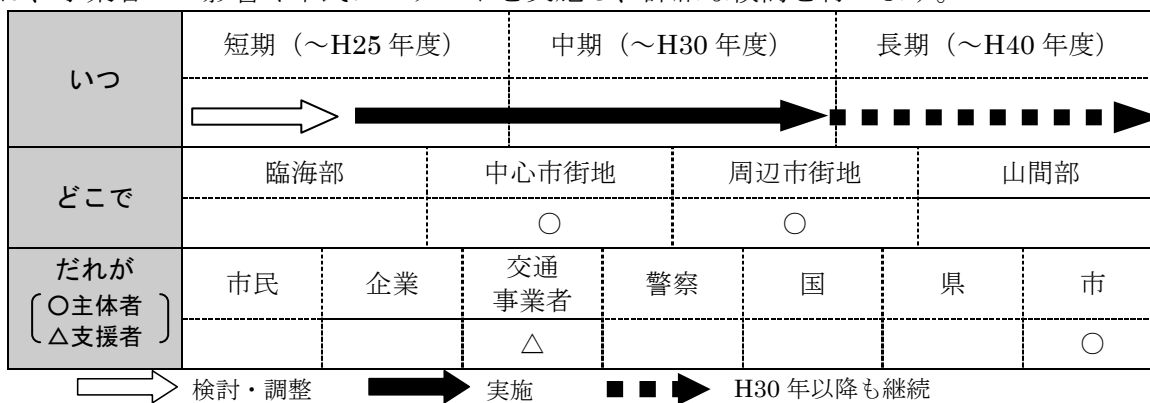 いつ
短期（～H25 年度） 中期（～H30 年度） 長期（～H40 年度）
どこで
臨海部 中心市街地 周辺市街地 山間部
○ ○
だれが
○主体者
△支援者
市民 企業 交通事業者 警察 国 県 市
△ ○
検討・調整 実施 H30 年以降も継続